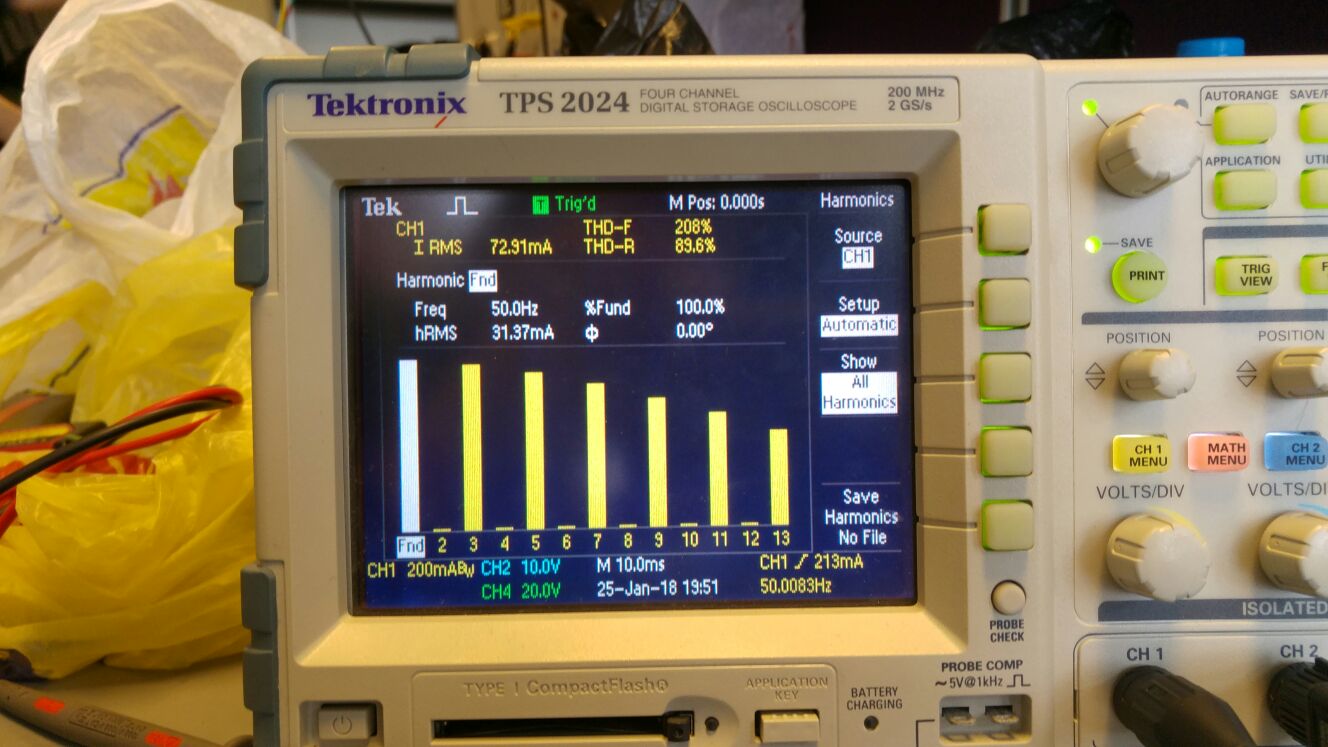 Tektronix TPS 2024 FOUR CHANNEL DIGITAL STORAGE OSCILLOSCOPE 200 MHz 2 GS/s
Tek Trig'd M Pos: 0.000s Harmonics
CH1 THD-F 208%
I RMS 72.91mA THD-R 89.6%
Source
CH1
Harmonic Fnd
Freq 50.0Hz %Fund 100.0%
hRMS 31.37mA ф 0.00°
Setup
Automatic
Show
All
Harmonics
Save
Harmonics
No File
Fnd 2 3 4 5 6 7 8 9 10 11 12 13
CH1 200mABW CH2 10.0V M 10.0ms CH1 213mA
CH4 20.0V 25-Jan-18 19:51 50.0083Hz
AUTORANGE
APPLICATION
SAVE
PRINT
TRIG
VIEW
POSITION POSITION
CH 1
MENU
MATH
MENU
CH 2
MENU
VOLTS/DIV
ISOLATED
PROBE
CHECK
CH 1 CH 2
PROBE COMP
~5V@1kHz
TYPE I CompactFlash
APPLICATION
KEY
BATTERY
CHARGING